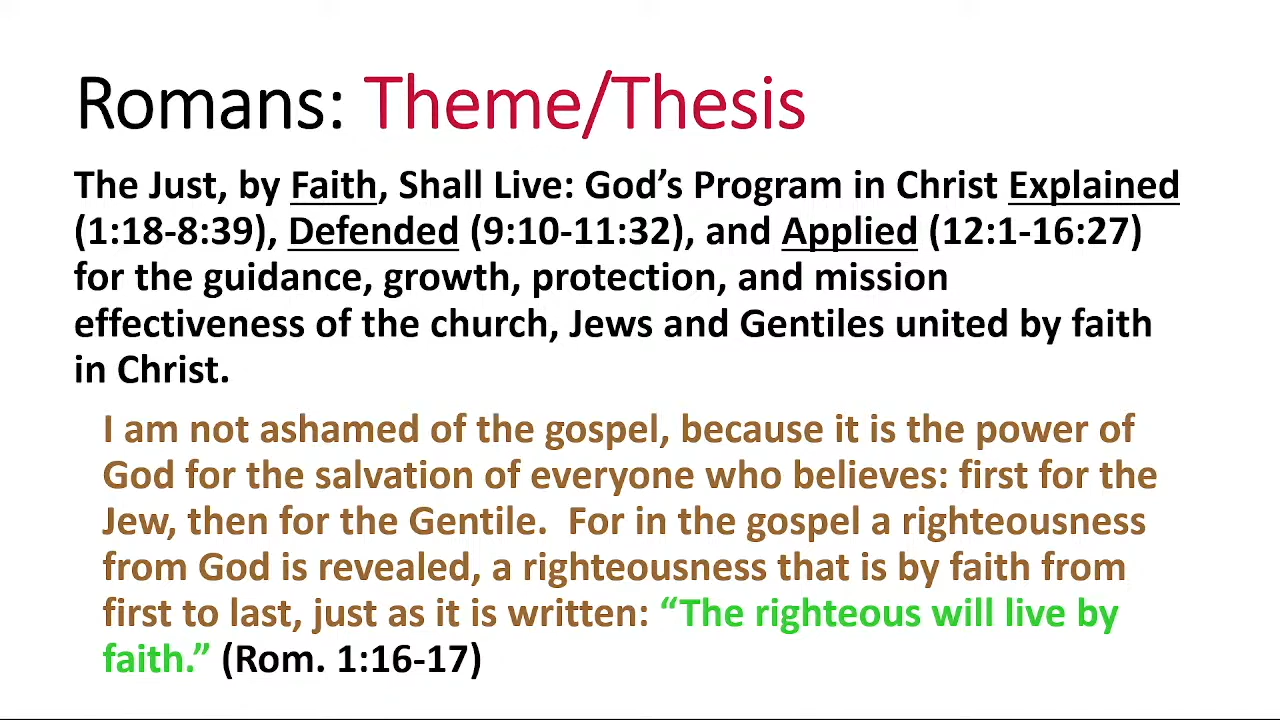 Romans: Theme/Thesis
The Just, by Faith, Shall Live: God’s Program in Christ Explained
(1:18-8:39), Defended (9:10-11:32), and Applied (12:1-16:27)
for the guidance, growth, protection, and mission
effectiveness of the church, Jews and Gentiles united by faith
in Christ.
I am not ashamed of the gospel, because it is the power of
God for the salvation of everyone who believes: first for the
Jew, then for the Gentile.  For in the gospel a righteousness
from God is revealed, a righteousness that is by faith from
first to last, just as it is written: “The righteous will live by
faith.” (Rom. 1:16-17)